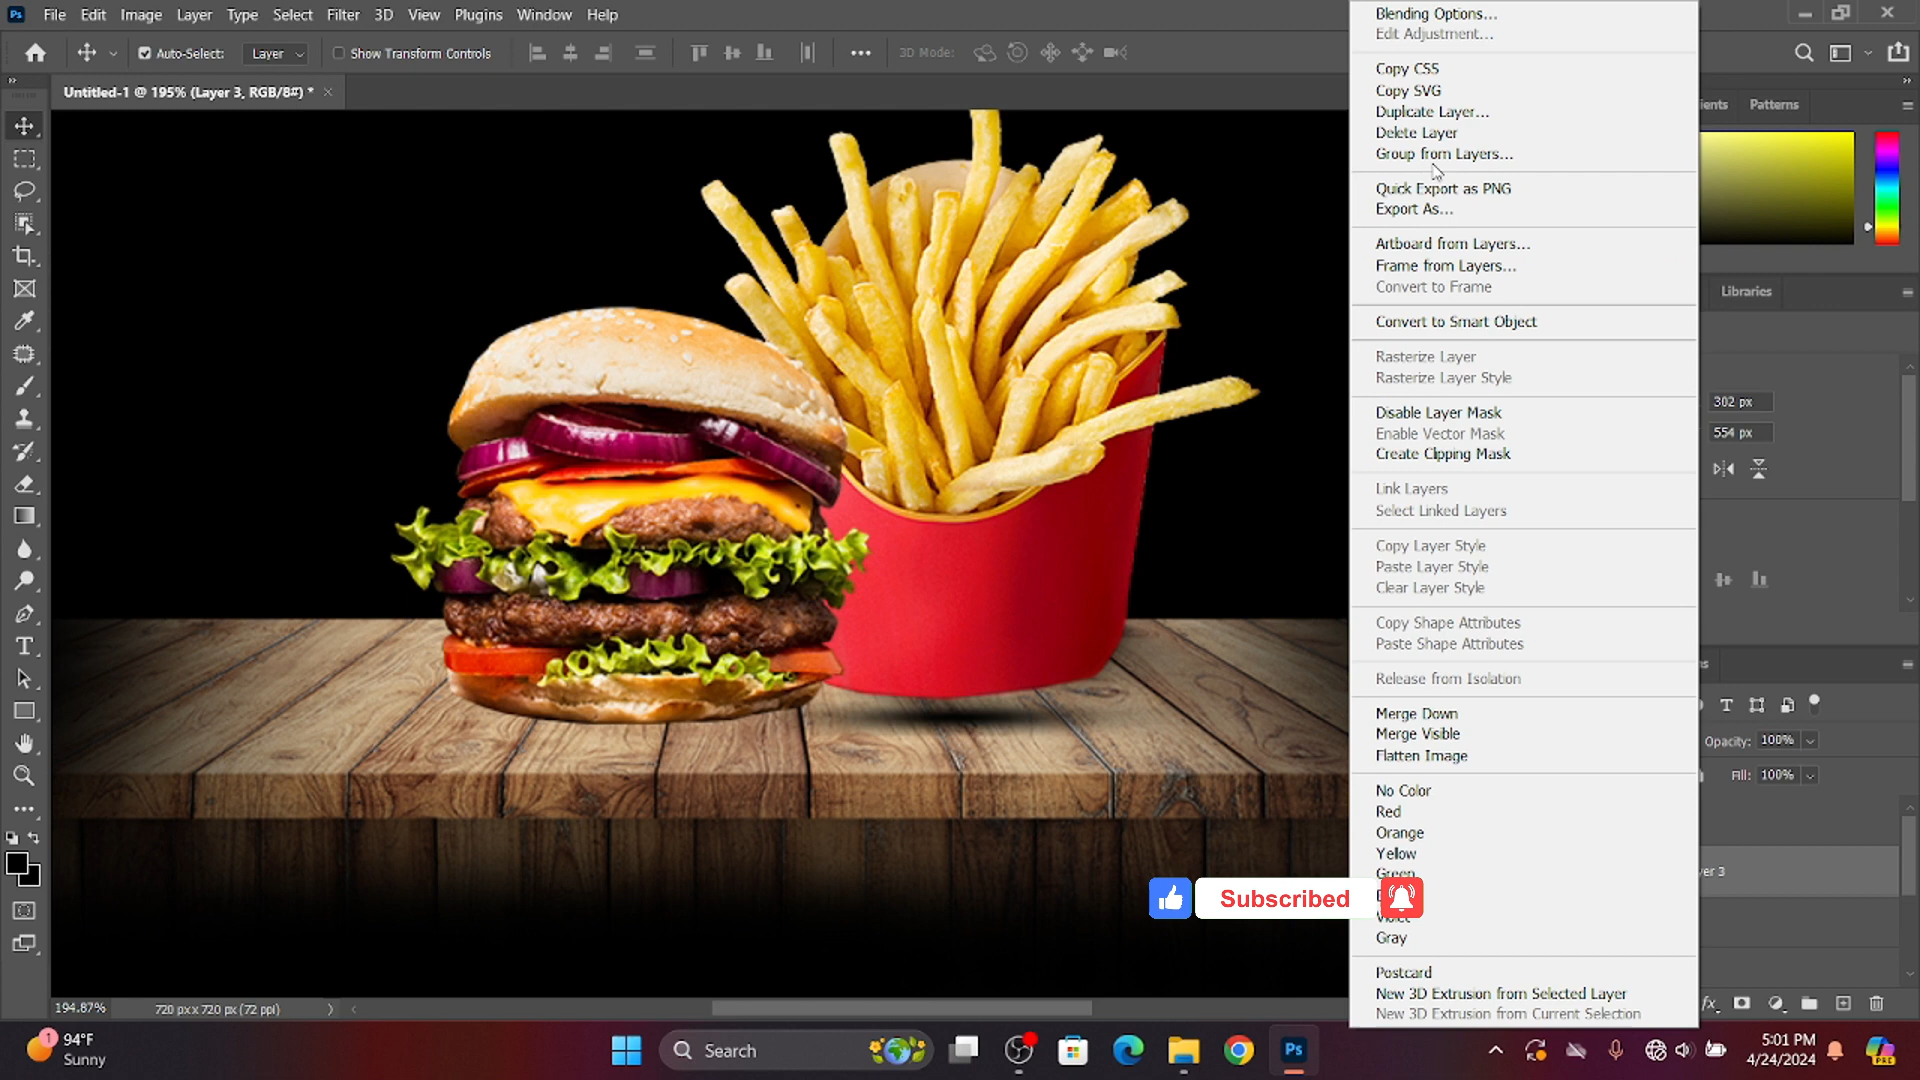 Ps File Edit Image Layer Type Select Filter 3D View Plugins Window Help
Auto-Select: Layer Show Transform Controls 3D Mode:
Untitled-1 @ 195% (Layer 3, RGB/8#) *
Blending Options...
Edit Adjustment...
Copy CSS
Copy SVG
Duplicate Layer...
Delete Layer
Group from Layers...
Quick Export as PNG
Export As...
Artboard from Layers...
Frame from Layers...
Convert to Frame
Convert to Smart Object
Rasterize Layer
Rasterize Layer Style
Disable Layer Mask
Enable Vector Mask
Create Clipping Mask
Link Layers
Select Linked Layers
Copy Layer Style
Paste Layer Style
Clear Layer Style
Copy Shape Attributes
Paste Shape Attributes
Release from Isolation
Merge Down
Merge Visible
Flatten Image
No Color
Red
Orange
Yellow
Green
Violet
Gray
Postcard
New 3D Extrusion from Selected Layer
New 3D Extrusion from Current Selection
ients Patterns
Libraries
302 px
554 px
Opacity: 100%
Fill: 100%
er 3
fx
Subscribed
194.87% 720 px x 720 px (72 ppi)
1 94°F
Sunny
Search
Ps
5:01 PM
4/24/2024
PRE